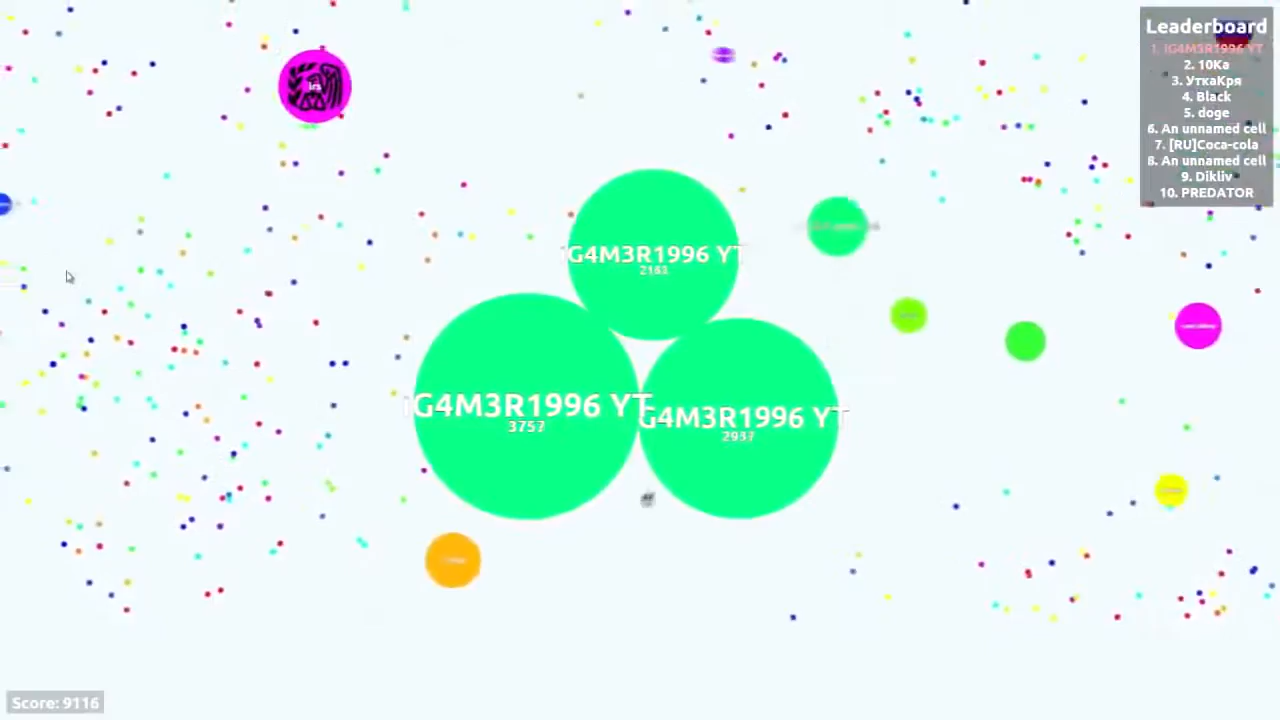 Leaderboard
1. IG4M3R1996 YT
2. 10Ka
3. УткаКря
4. Black
5. doge
6. An unnamed cell
7. [RU]Coca-cola
8. An unnamed cell
9. Dikliv
10. PREDATOR
irs
iG4M3R1996 YT
2163
iG4M3R1996 YT
3757
G4M3R1996 YT
2937
Score: 9116